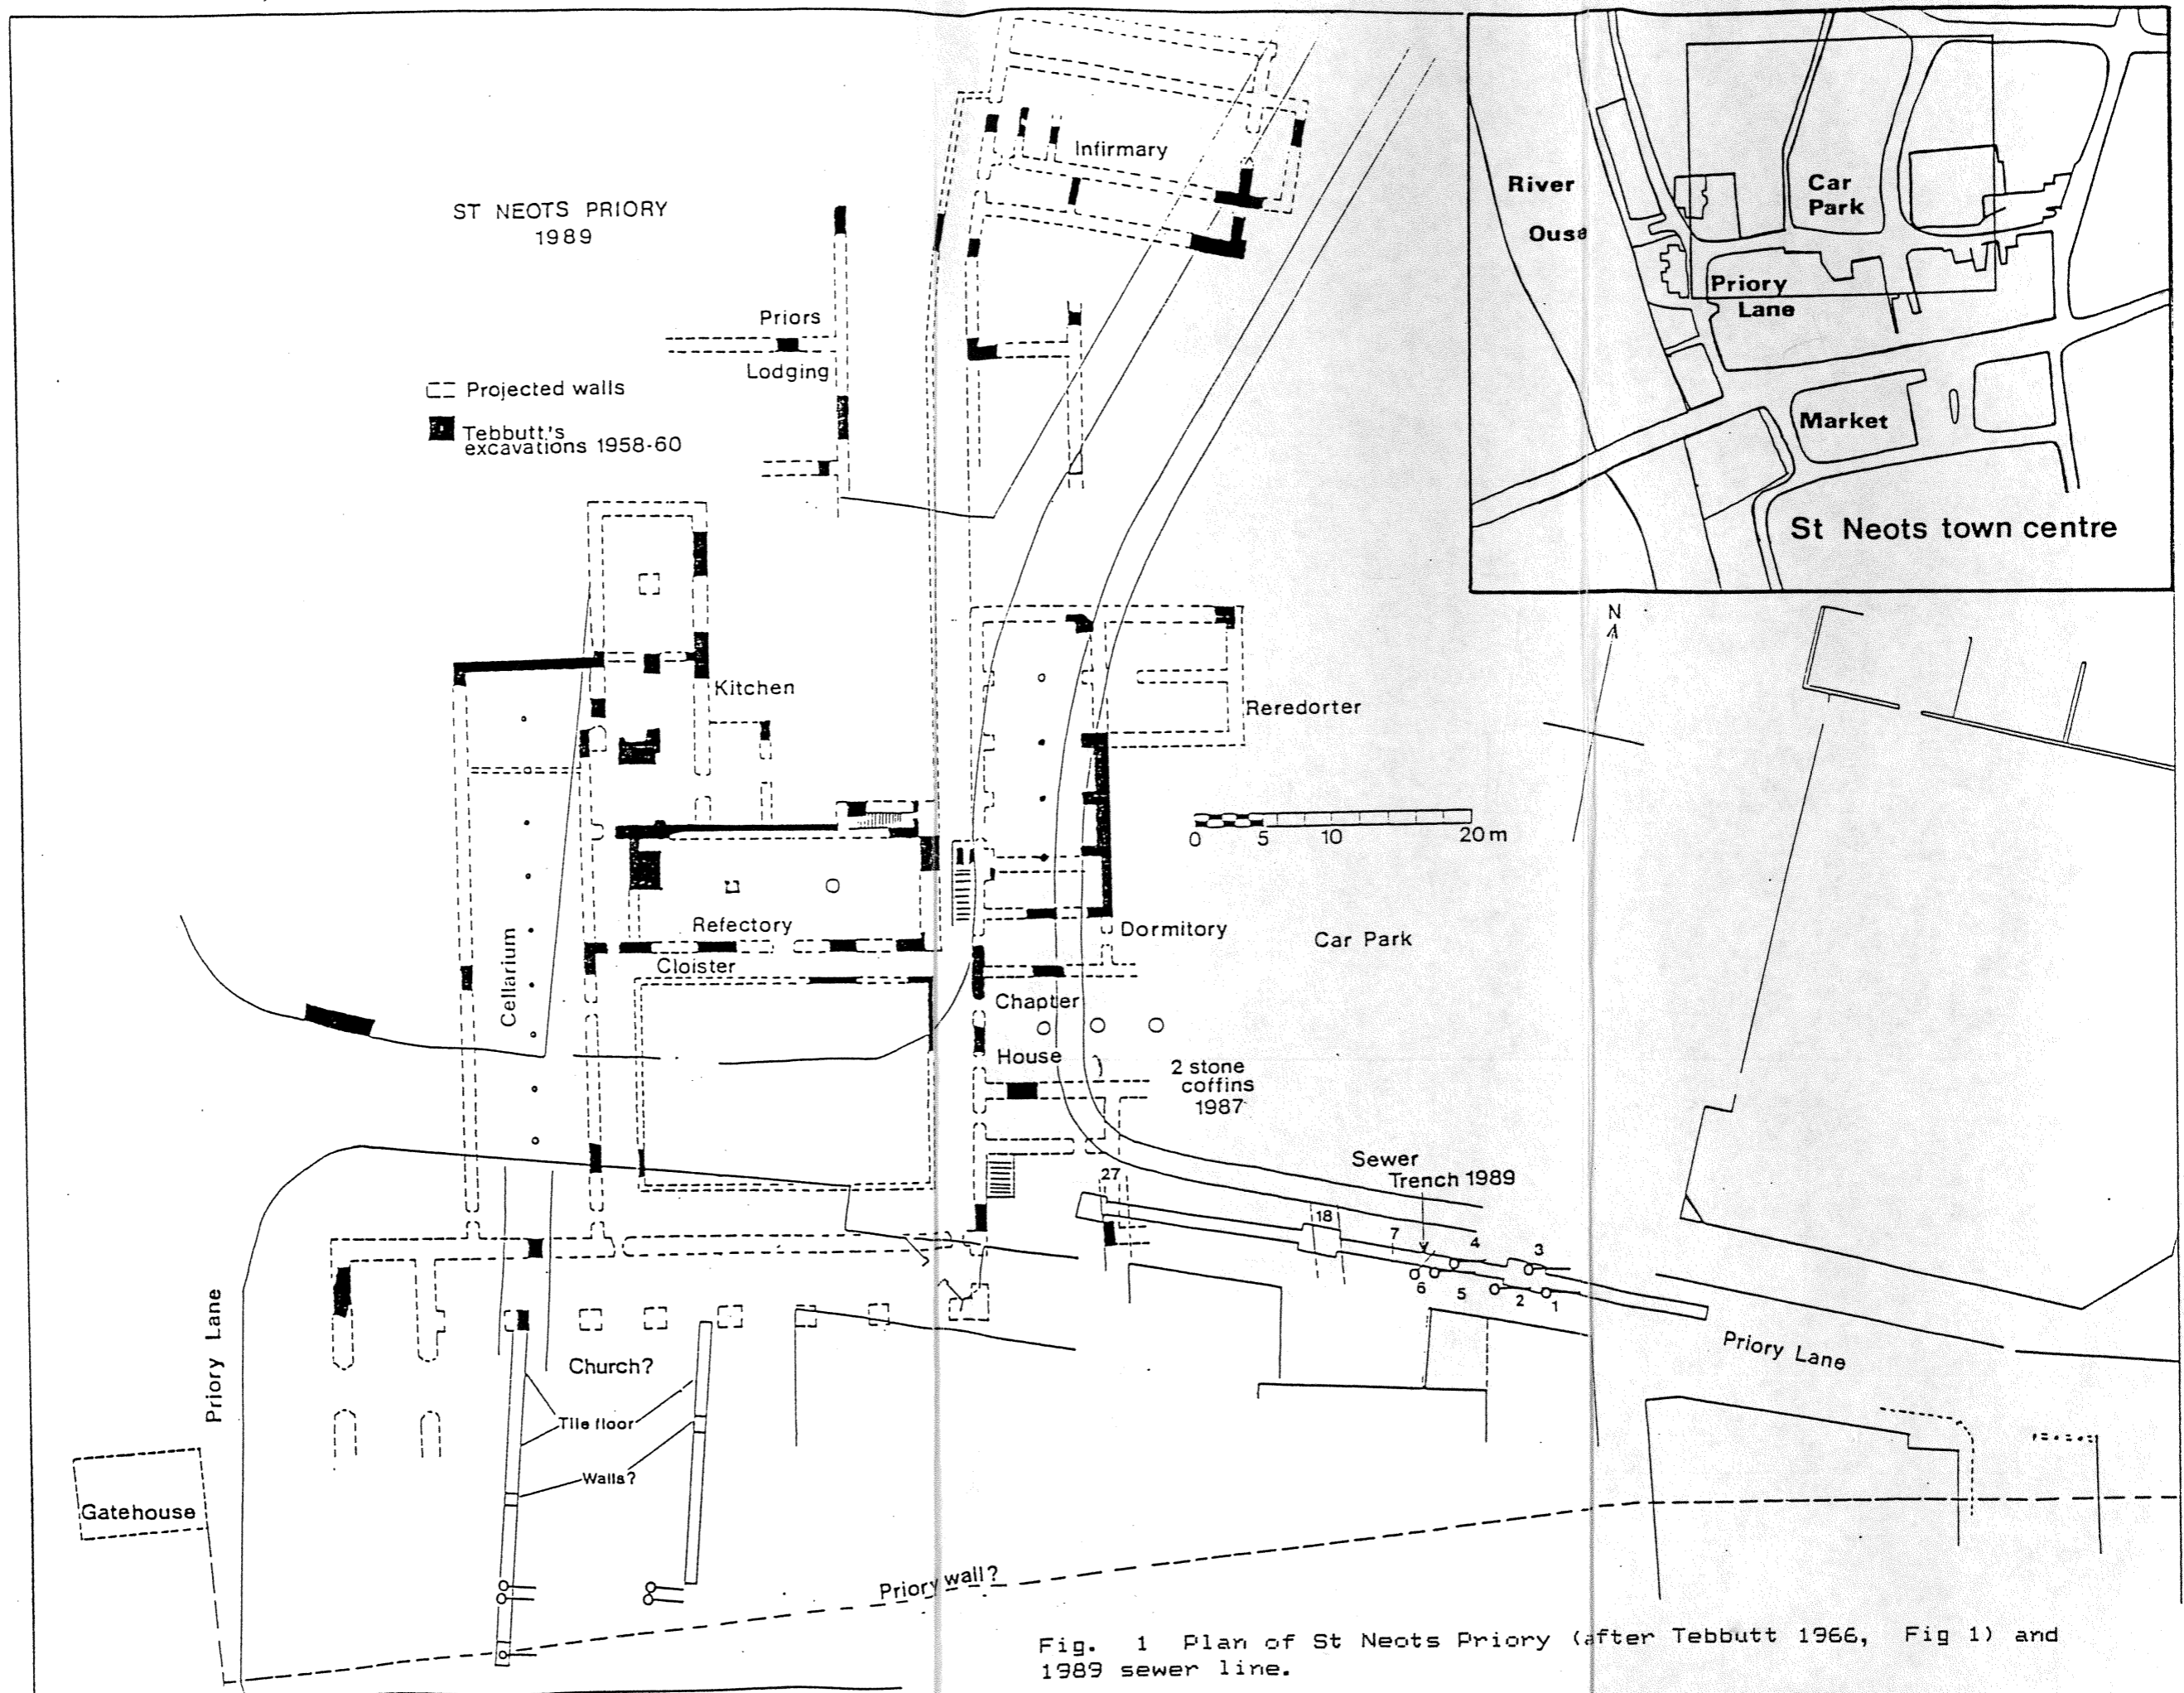 ST NEOTS PRIORY
1989
Projected walls
Tebbutt's
excavations 1958-60
Priors
Lodging
Infirmary
Kitchen
Reredorter
Refectory
Cloister
Cellarium
Dormitory
Chapter
House
2 stone
coffins
1987
Car Park
N
0 5 10 20 m
Sewer
Trench 1989
27
18
7
4
3
6
5
2
1
Priory Lane
Priory Lane
Church?
Tile floor
Walls?
Gatehouse
Priory wall?
River
Ouse
Car
Park
Priory
Lane
Market
St Neots town centre
Fig. 1 Plan of St Neots Priory (after Tebbutt 1966, Fig 1) and
1989 sewer line.